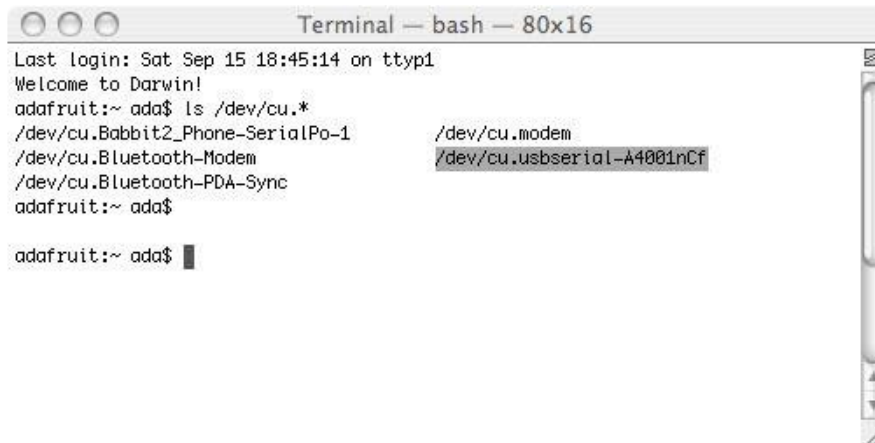 Terminal — bash — 80x16
Last login: Sat Sep 15 18:45:14 on ttyp1
Welcome to Darwin!
adafruit:~ ada$ ls /dev/cu.*
/dev/cu.Babbit2_Phone-SerialPo-1 /dev/cu.modem
/dev/cu.Bluetooth-Modem /dev/cu.usbserial-A4001nCf
/dev/cu.Bluetooth-PDA-Sync
adafruit:~ ada$
adafruit:~ ada$